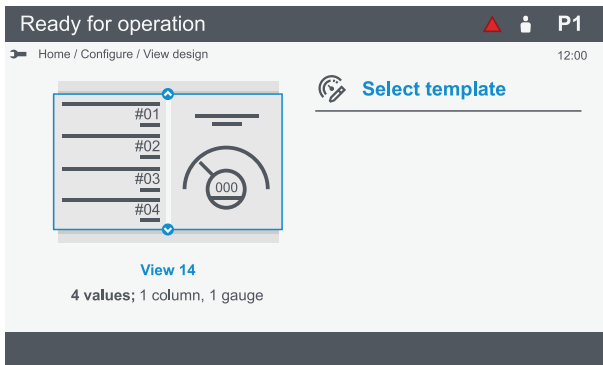 Ready for operation
P1
Home / Configure / View design
12:00
#01
#02
#03
#04
000
Select template
View 14
4 values; 1 column, 1 gauge